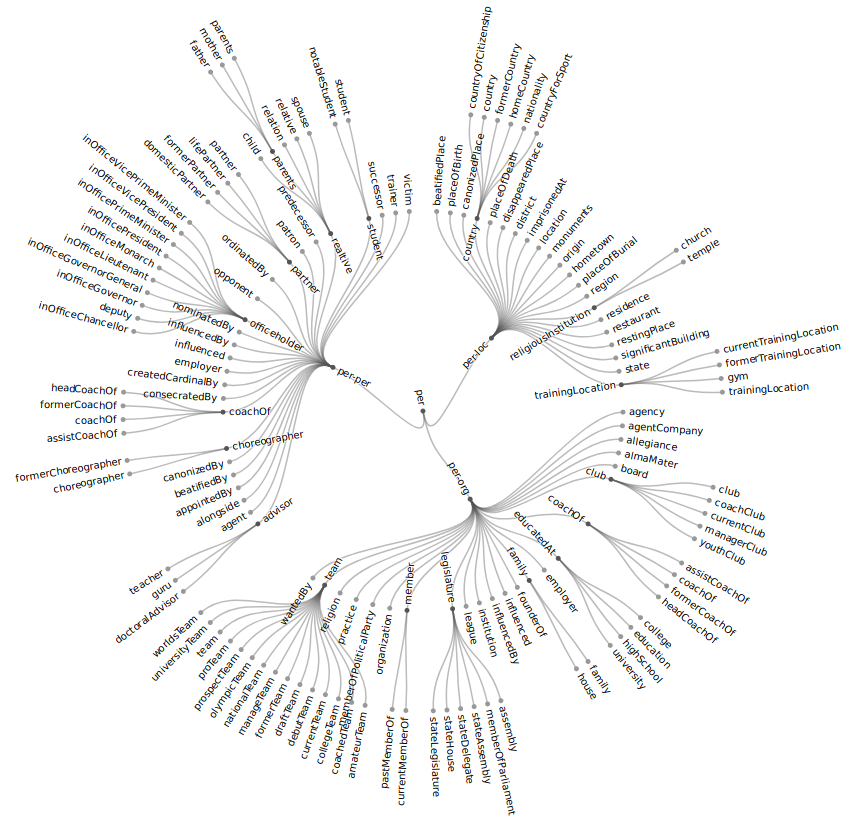 per
per-loc
beatifiedPlace
placeOfBirth
canonizedPlace
country
countryOfCitizenship
country
formerCountry
homeCountry
nationality
countryForSport
placeOfDeath
disappearedPlace
district
imprisonedAt
location
monuments
origin
hometown
placeOfBurial
region
religiousinstitution
church
temple
residence
restaurant
restingPlace
significantBuilding
state
trainingLocation
currentTrainingLocation
formerTrainingLocation
gym
trainingLocation
per-org
agency
agentCompany
allegiance
almaMater
board
club
club
coachClub
currentClub
managerClub
youthClub
coachOf
assistCoachOf
coachOf
formerCoachOf
headCoachOf
educatedAt
college
education
highSchool
university
employer
family
family
house
founderOf
influenced
influencedBy
institution
league
legislature
assembly
memberOfParliament
stateAssembly
stateDelegate
stateHouse
stateLegislature
member
currentMemberOf
pastMemberOf
organization
memberOfPoliticalParty
practice
religion
team
amateurTeam
coachedTeam
collegeTeam
currentTeam
debutTeam
draftTeam
formerTeam
manageTeam
nationalTeam
olympicTeam
prospectTeam
proTeam
team
universityTeam
worldsTeam
wantedBy
per-per
advisor
doctoralAdvisor
guru
teacher
agent
alongside
appointedBy
beatifiedBy
canonizedBy
choreographer
choreographer
formerChoreographer
coachOf
assistCoachOf
coachOf
formerCoachOf
headCoachOf
consecratedBy
createdCardinalBy
employer
influenced
influencedBy
nominatedBy
officeholder
inOfficeChancellor
deputy
inOfficeGovernor
inOfficeGovernorGeneral
inOfficeLieutenant
inOfficeMonarch
inOfficePresident
inOfficePrimeMinister
inOfficeVicePresident
inOfficeVicePrimeMinister
opponent
ordinatedBy
partner
domesticPartner
formerPartner
lifePartner
partner
patron
predecessor
realtive
child
parents
father
mother
parents
relation
relative
spouse
student
notableStudent
student
successor
trainer
victim